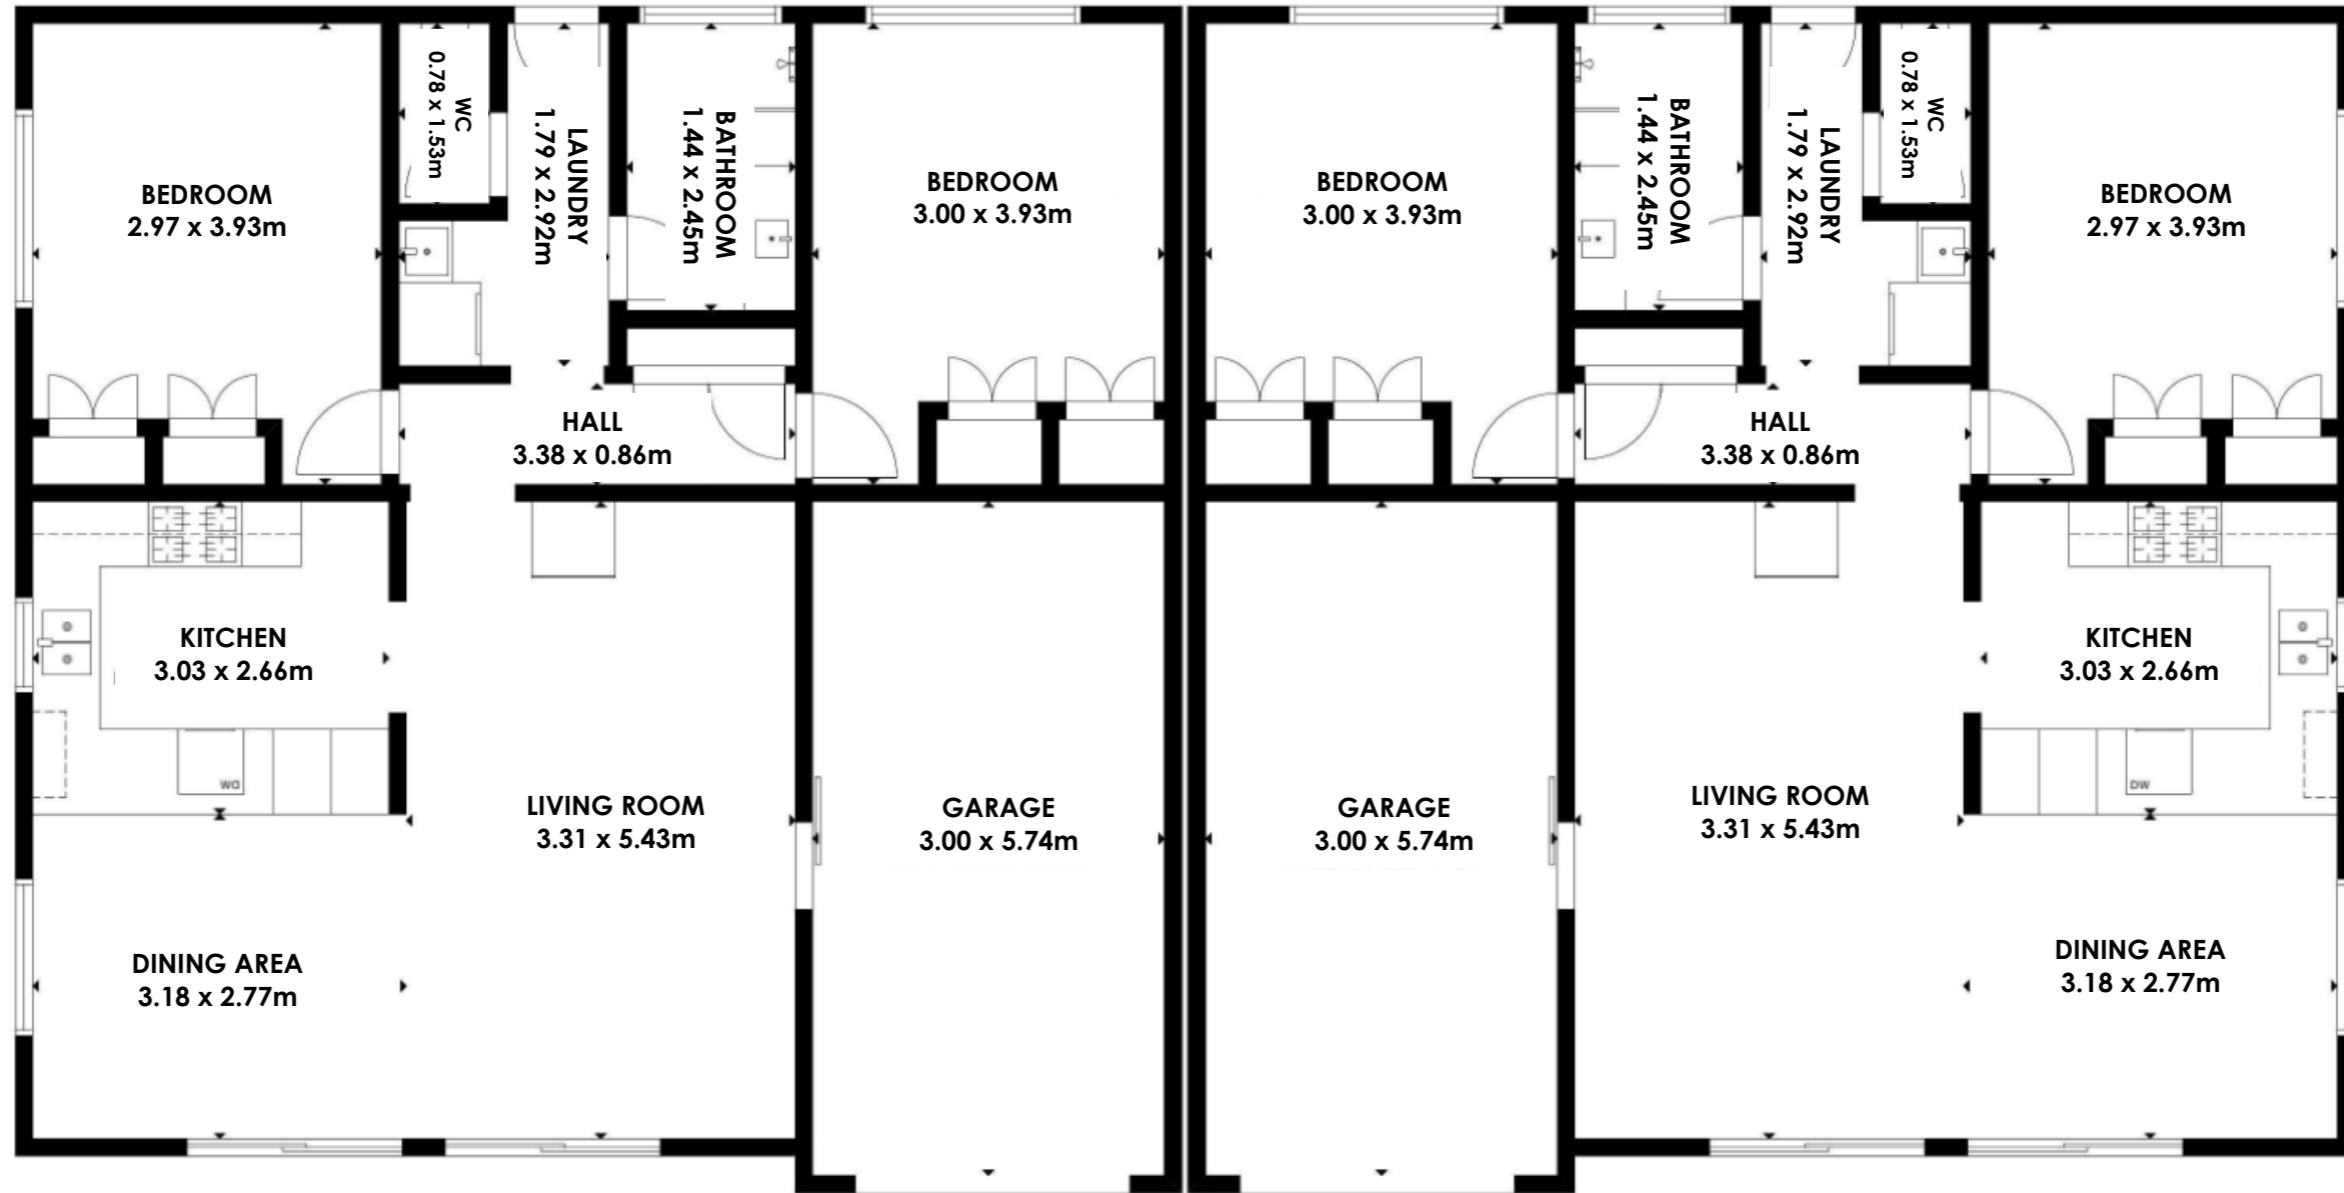 BEDROOM
2.97 x 3.93m
WC
0.78 x 1.53m
LAUNDRY
1.79 x 2.92m
BATHROOM
1.44 x 2.45m
BEDROOM
3.00 x 3.93m
HALL
3.38 x 0.86m
KITCHEN
3.03 x 2.66m
DW
LIVING ROOM
3.31 x 5.43m
GARAGE
3.00 x 5.74m
DINING AREA
3.18 x 2.77m
BEDROOM
3.00 x 3.93m
BATHROOM
1.44 x 2.45m
LAUNDRY
1.79 x 2.92m
WC
0.78 x 1.53m
BEDROOM
2.97 x 3.93m
HALL
3.38 x 0.86m
GARAGE
3.00 x 5.74m
LIVING ROOM
3.31 x 5.43m
KITCHEN
3.03 x 2.66m
DW
DINING AREA
3.18 x 2.77m